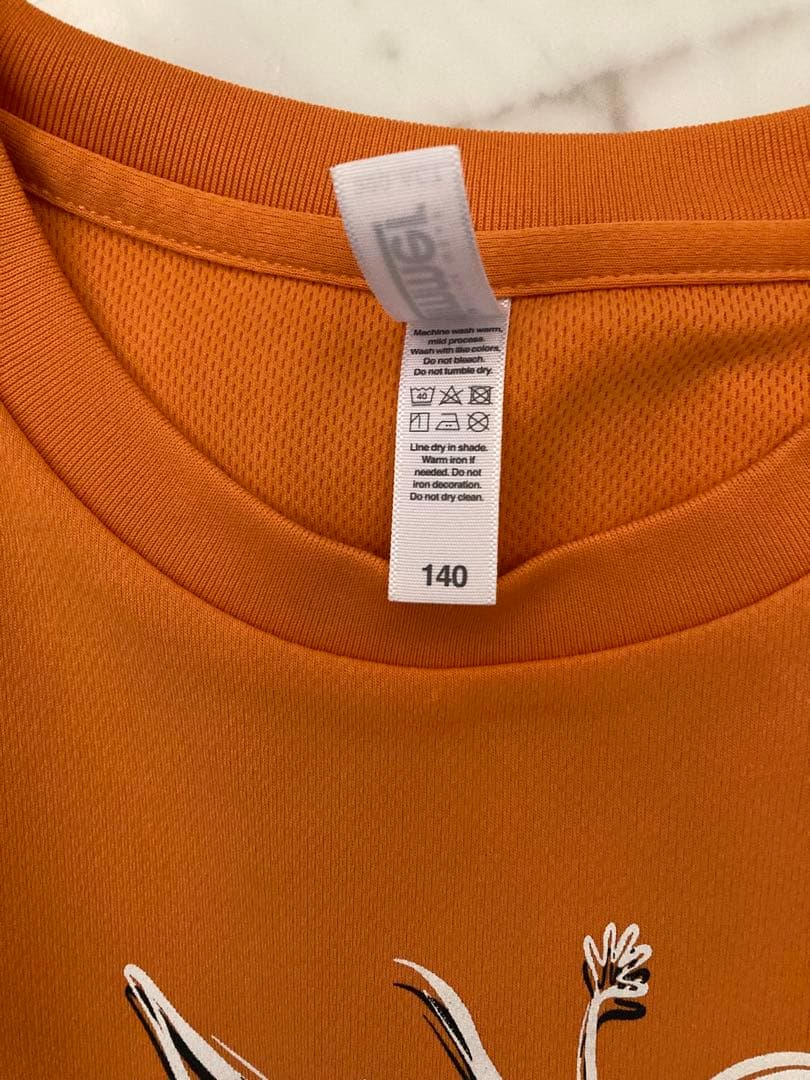 Machine wash warm,
mild process.
Wash with like colors.
Do not bleach.
Do not tumble dry.
40
Line dry in shade.
Warm iron if
needed. Do not
iron decoration.
Do not dry clean.
140